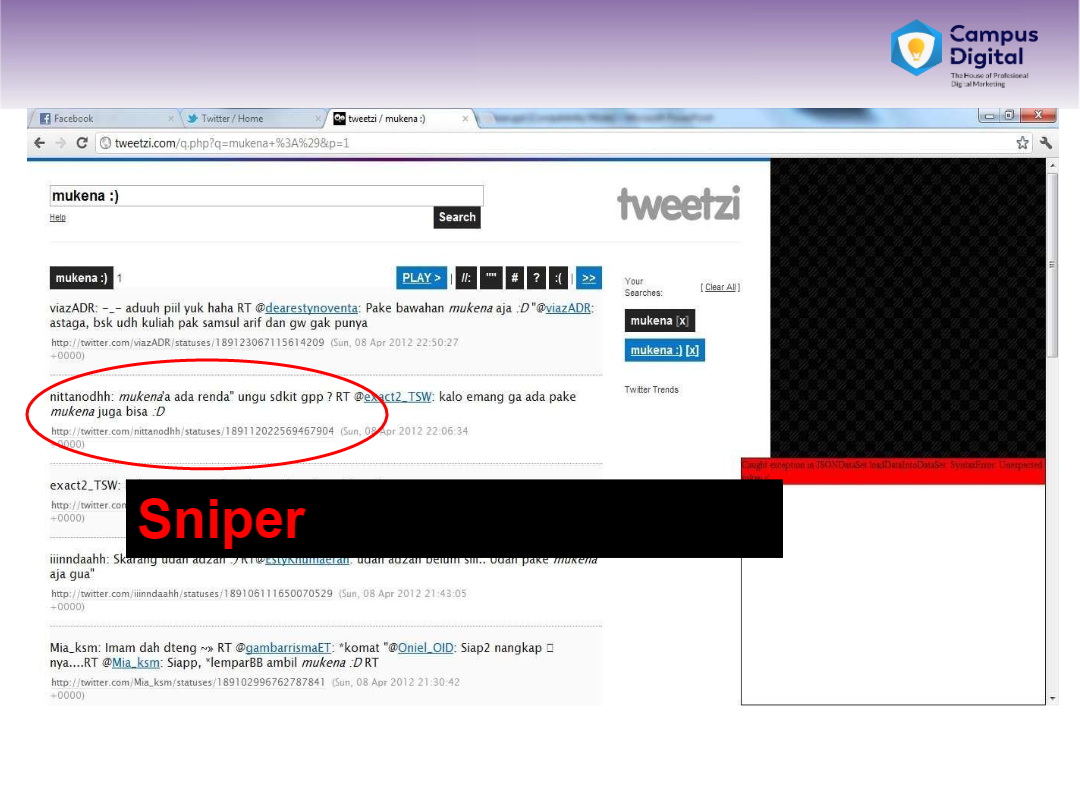 Campus
Digital
The House of Profesional
Digital Marketing
Facebook
Twitter / Home
tweetzi / mukena :)
tweetzi.com/q.php?q=mukena+%3A%29&p=1
mukena :)
Help
Search
tweetzi
mukena :) 1
PLAY > | //: "" # ? :( | >>
Your
Searches:
[ Clear All ]
mukena [x]
mukena :) [x]
Twitter Trends
viazADR: -_- aduuh piil yuk haha RT @dearestynoventa: Pake bawahan mukena aja :D "@viazADR:
astaga, bsk udh kuliah pak samsul arif dan gw gak punya
http://twitter.com/viazADR/statuses/189123067115614209 (Sun, 08 Apr 2012 22:50:27
+0000)
nittanodhh: mukena'a ada renda" ungu sdkit gpp ? RT @exact2_TSW: kalo emang ga ada pake
mukena juga bisa :D
http://twitter.com/nittanodhh/statuses/189112022569467904 (Sun, 08 Apr 2012 22:06:34
+0000)
exact2_TSW:
http://twitter.com
+0000)
Sniper
iiinndaahh: Skarang udah adzan :) RT@EstyKhumaerah: udah adzan belum sih.. Udah pake mukena
aja gua"
http://twitter.com/iiinndaahh/statuses/189106111650070529 (Sun, 08 Apr 2012 21:43:05
+0000)
Mia_ksm: Imam dah dteng ~» RT @gambarrismaET: *komat "@Oniel_OID: Siap2 nangkap □
nya....RT @Mia_ksm: Siapp, *lemparBB ambil mukena :D RT
http://twitter.com/Mia_ksm/statuses/189102996762787841 (Sun, 08 Apr 2012 21:30:42
+0000)
Caught exception in JSONDataSet.loadDataIntoDataSet: SyntaxError: Unexpected